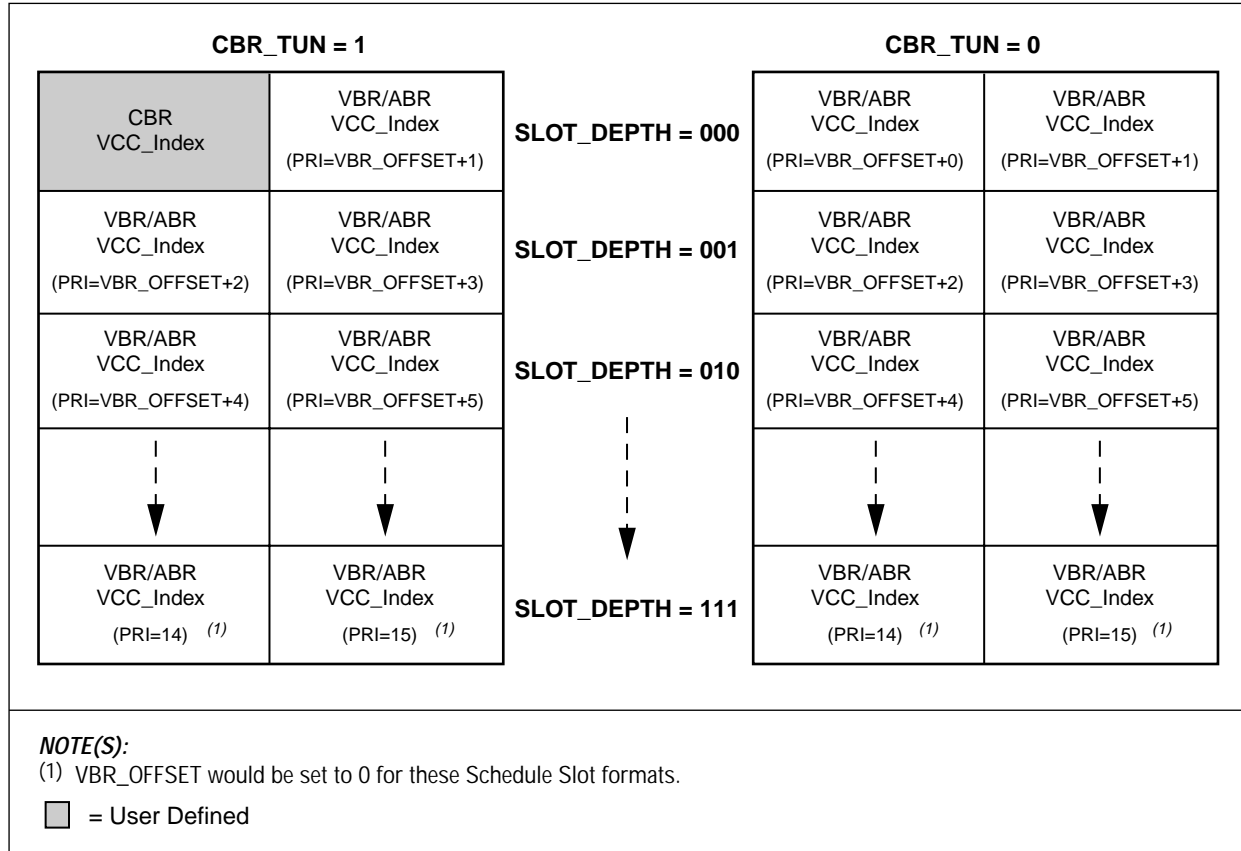 CBR_TUN = 1
CBR_TUN = 0
CBR
VCC_Index
VBR/ABR
VCC_Index
(PRI=VBR_OFFSET+1)
SLOT_DEPTH = 000
VBR/ABR
VCC_Index
(PRI=VBR_OFFSET+0)
VBR/ABR
VCC_Index
(PRI=VBR_OFFSET+1)
VBR/ABR
VCC_Index
(PRI=VBR_OFFSET+2)
VBR/ABR
VCC_Index
(PRI=VBR_OFFSET+3)
SLOT_DEPTH = 001
VBR/ABR
VCC_Index
(PRI=VBR_OFFSET+2)
VBR/ABR
VCC_Index
(PRI=VBR_OFFSET+3)
VBR/ABR
VCC_Index
(PRI=VBR_OFFSET+4)
VBR/ABR
VCC_Index
(PRI=VBR_OFFSET+5)
SLOT_DEPTH = 010
VBR/ABR
VCC_Index
(PRI=VBR_OFFSET+4)
VBR/ABR
VCC_Index
(PRI=VBR_OFFSET+5)
VBR/ABR
VCC_Index
(PRI=14) (1)
VBR/ABR
VCC_Index
(PRI=15) (1)
SLOT_DEPTH = 111
VBR/ABR
VCC_Index
(PRI=14) (1)
VBR/ABR
VCC_Index
(PRI=15) (1)
NOTE(S):
(1) VBR_OFFSET would be set to 0 for these Schedule Slot formats.
= User Defined